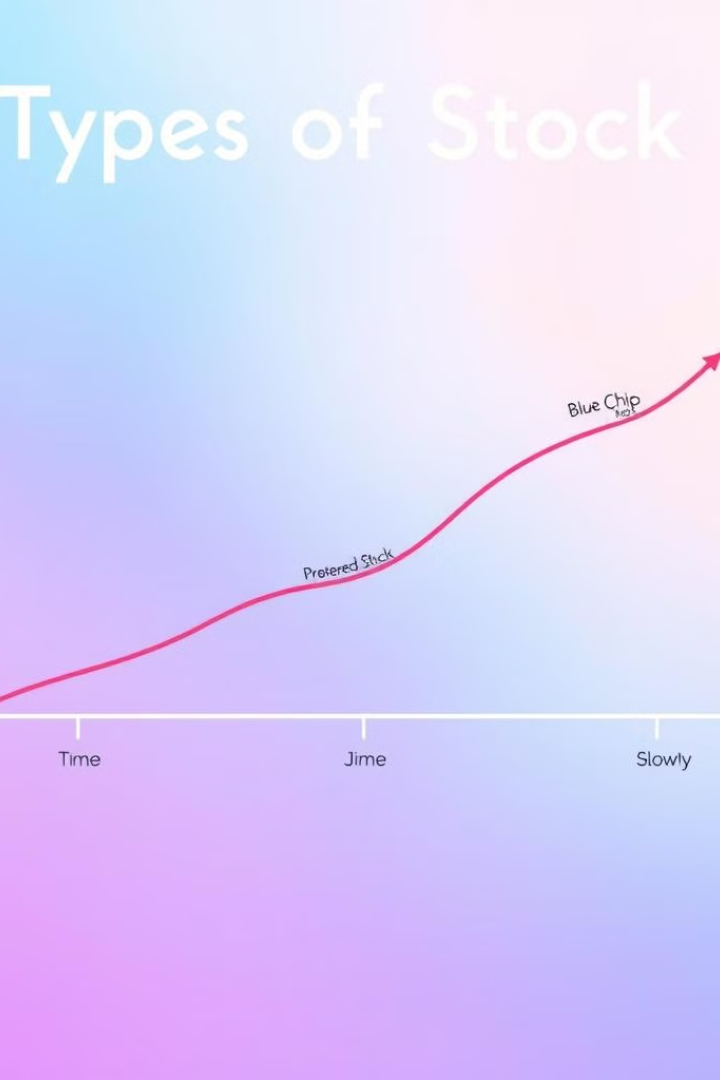 Types of Stock
Blue Chip
Protered Stick
Time
Jime
Slowly